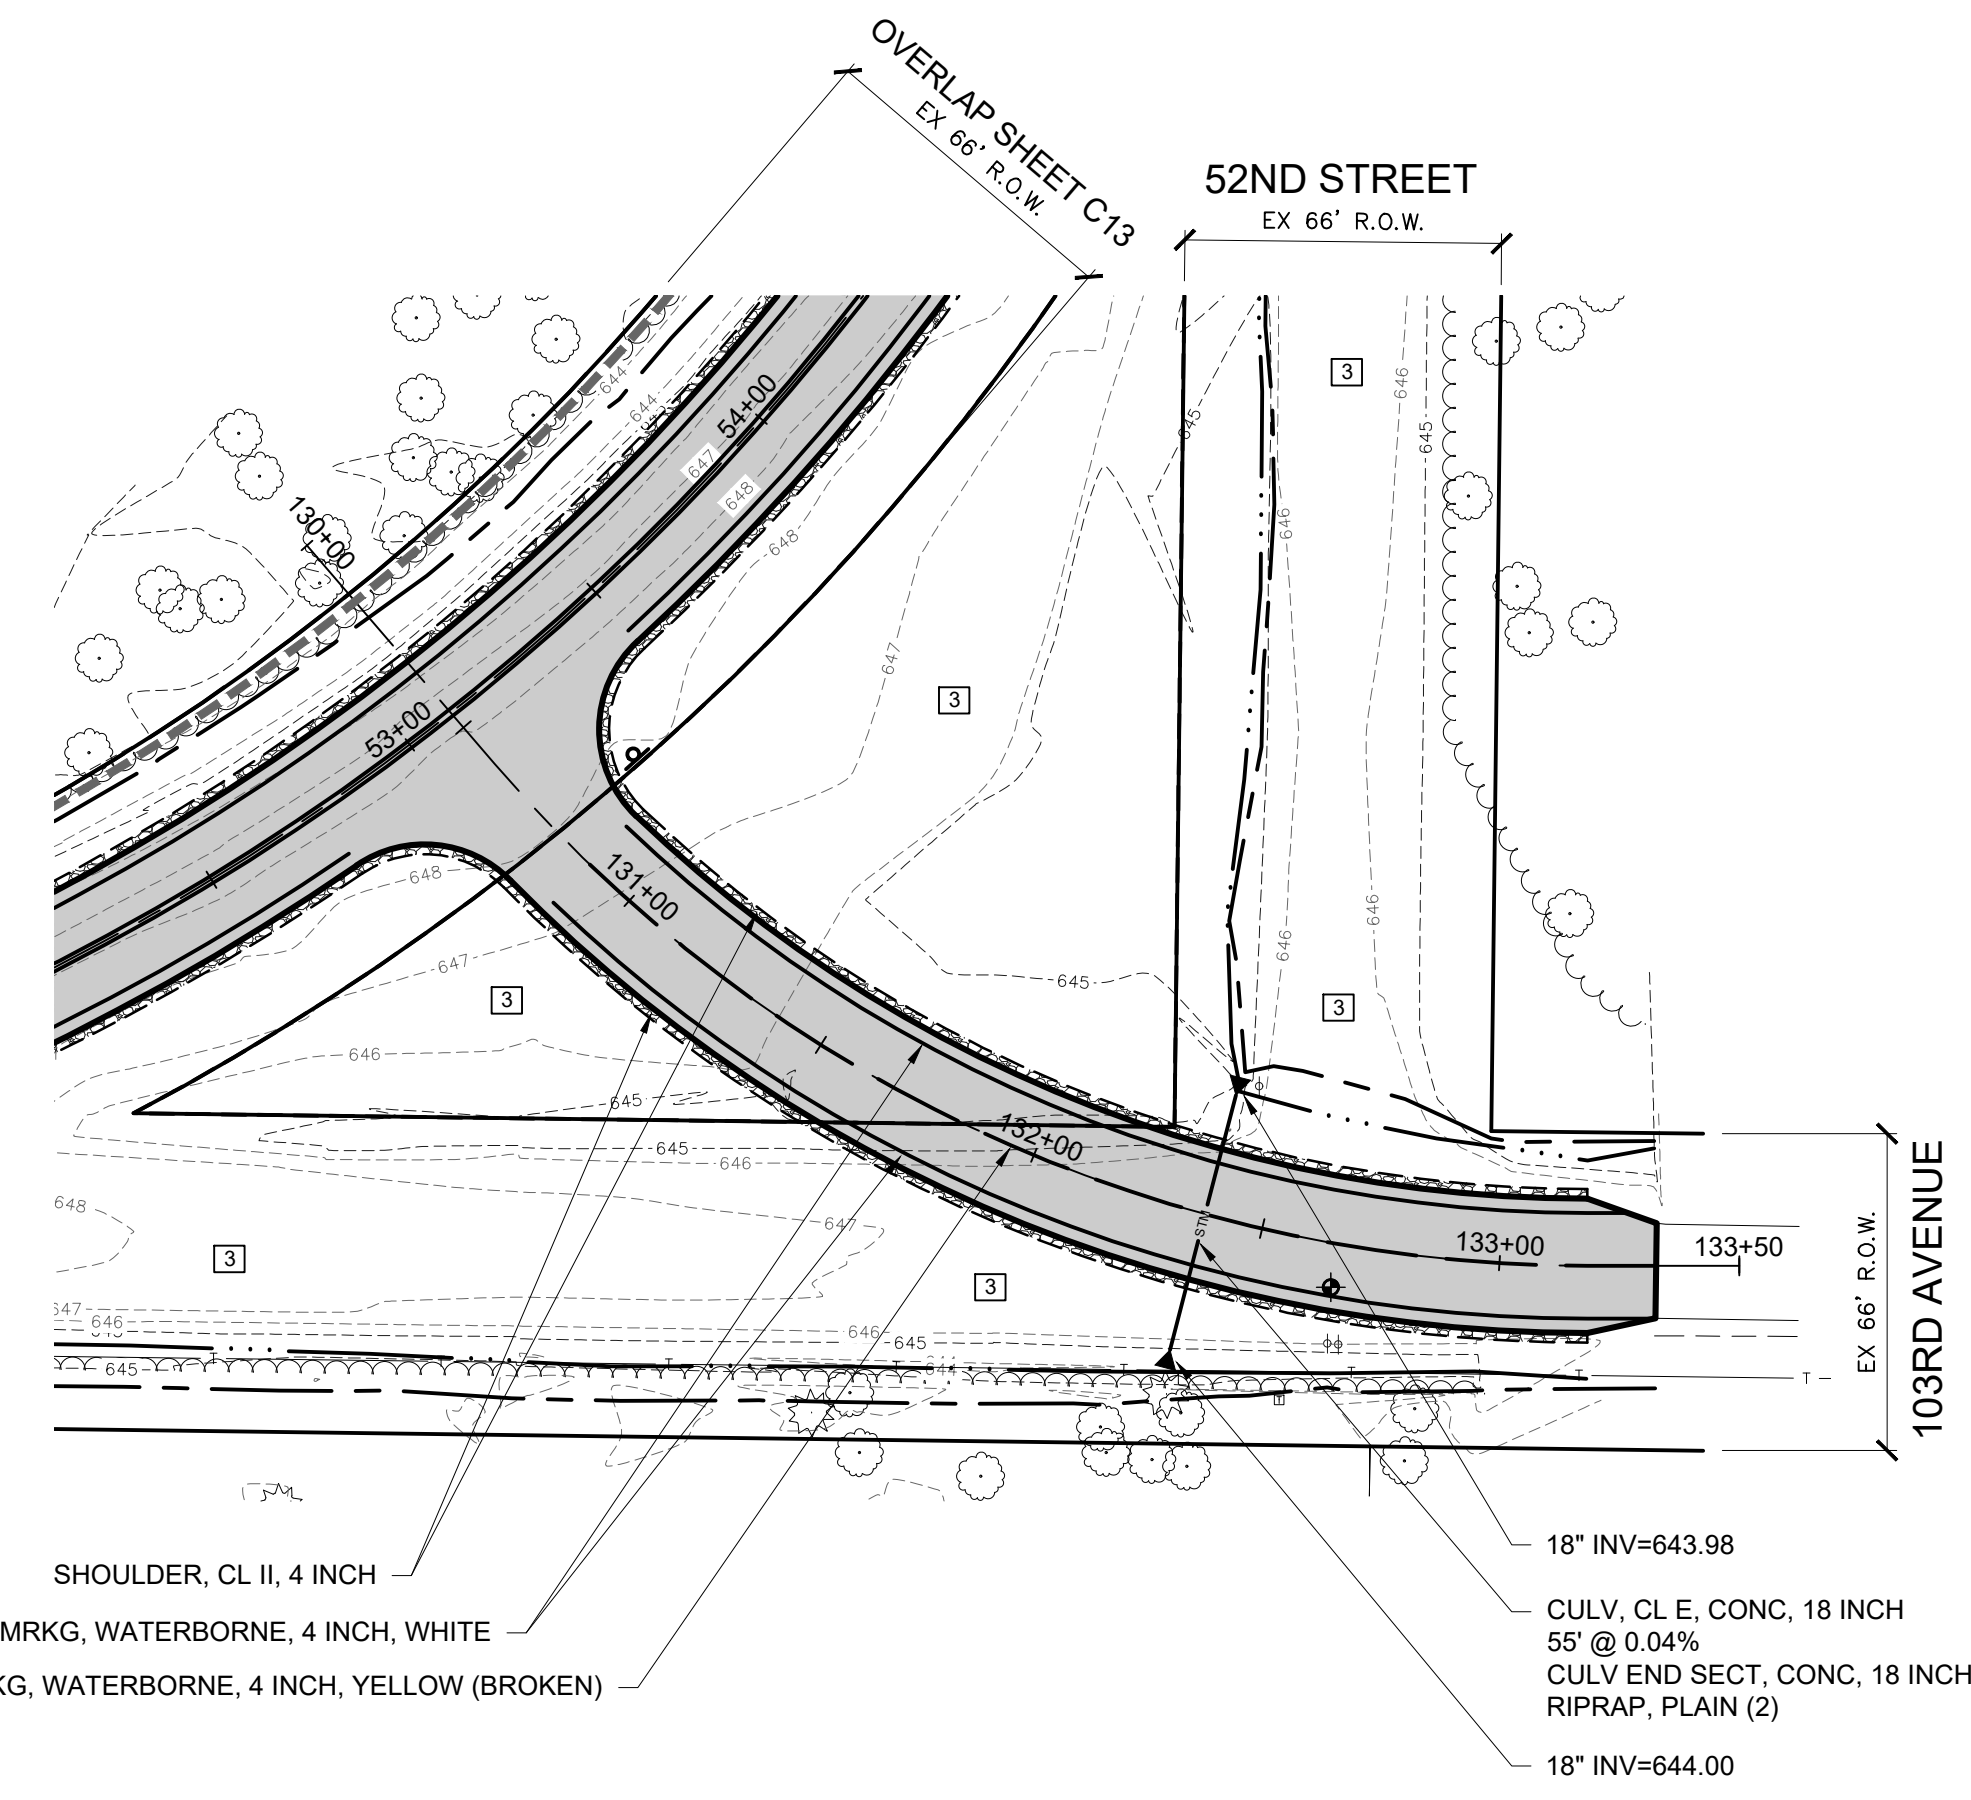 OVERLAP SHEET C13
EX 66' R.O.W.
52ND STREET
EX 66' R.O.W.
644
644
54+00
647
648
648
130+00
53+00
645
646
645
646
647
3
3
131+00
648
647
646
646
645
3
3
646
645
132+00
645
646
648
647
3
3
STM
133+00
133+50
103RD AVENUE
EX 66' R.O.W.
647
646
645
646
645
644
645
T
T
T
T
T
T
T
SHOULDER, CL II, 4 INCH
MRKG, WATERBORNE, 4 INCH, WHITE
KG, WATERBORNE, 4 INCH, YELLOW (BROKEN)
18" INV=643.98
CULV, CL E, CONC, 18 INCH
55' @ 0.04%
CULV END SECT, CONC, 18 INCH
RIPRAP, PLAIN (2)
18" INV=644.00